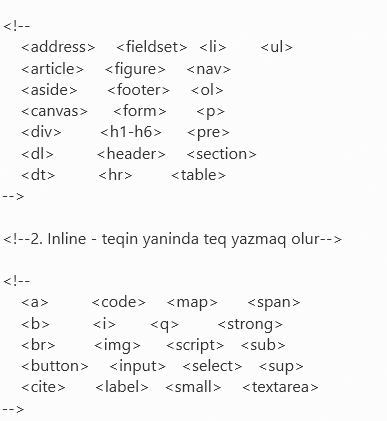 <!--
<address> <fieldset> <li> <ul>
<article> <figure> <nav>
<aside> <footer> <ol>
<canvas> <form> <p>
<div> <h1-h6> <pre>
<dl> <header> <section>
<dt> <hr> <table>
-->
<!--2. Inline - teqin yaninda teq yazmaq olur-->
<!--
<a> <code> <map> <span>
<b> <i> <q> <strong>
<br> <img> <script> <sub>
<button> <input> <select> <sup>
<cite> <label> <small> <textarea>
-->